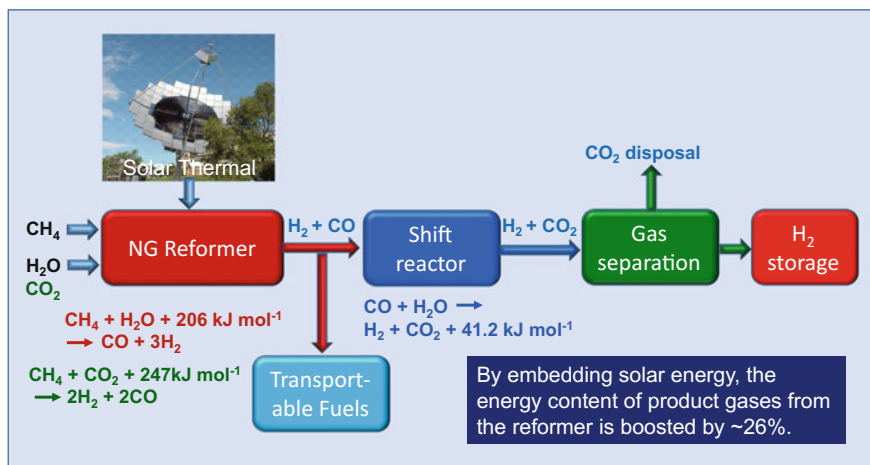 Solar Thermal
CO₂ disposal
CH₄
H₂O
CO₂
NG Reformer
H₂ + CO
Shift
reactor
H₂ + CO₂
Gas
separation
H₂
storage
CH₄ + H₂O + 206 kJ mol⁻¹
→ CO + 3H₂
CH₄ + CO₂ + 247kJ mol⁻¹
→ 2H₂ + 2CO
CO + H₂O →
H₂ + CO₂ + 41.2 kJ mol⁻¹
Transport-
able Fuels
By embedding solar energy, the
energy content of product gases from
the reformer is boosted by ~26%.